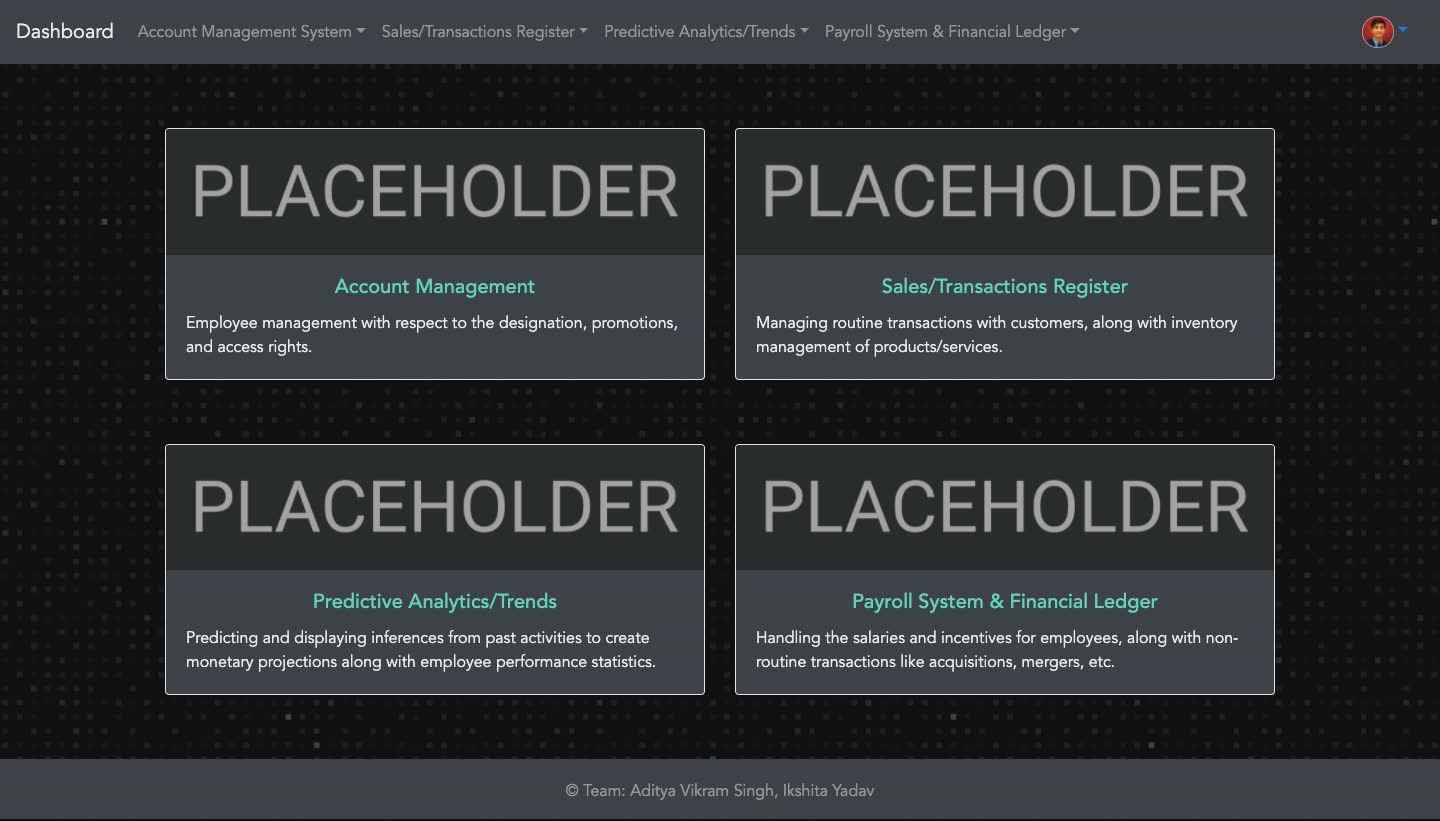 Dashboard Account Management System Sales/Transactions Register Predictive Analytics/Trends Payroll System & Financial Ledger
PLACEHOLDER
Account Management
Employee management with respect to the designation, promotions,
and access rights.
PLACEHOLDER
Sales/Transactions Register
Managing routine transactions with customers, along with inventory
management of products/services.
PLACEHOLDER
Predictive Analytics/Trends
Predicting and displaying inferences from past activities to create
monetary projections along with employee performance statistics.
PLACEHOLDER
Payroll System & Financial Ledger
Handling the salaries and incentives for employees, along with non-
routine transactions like acquisitions, mergers, etc.
© Team: Aditya Vikram Singh, Ikshita Yadav